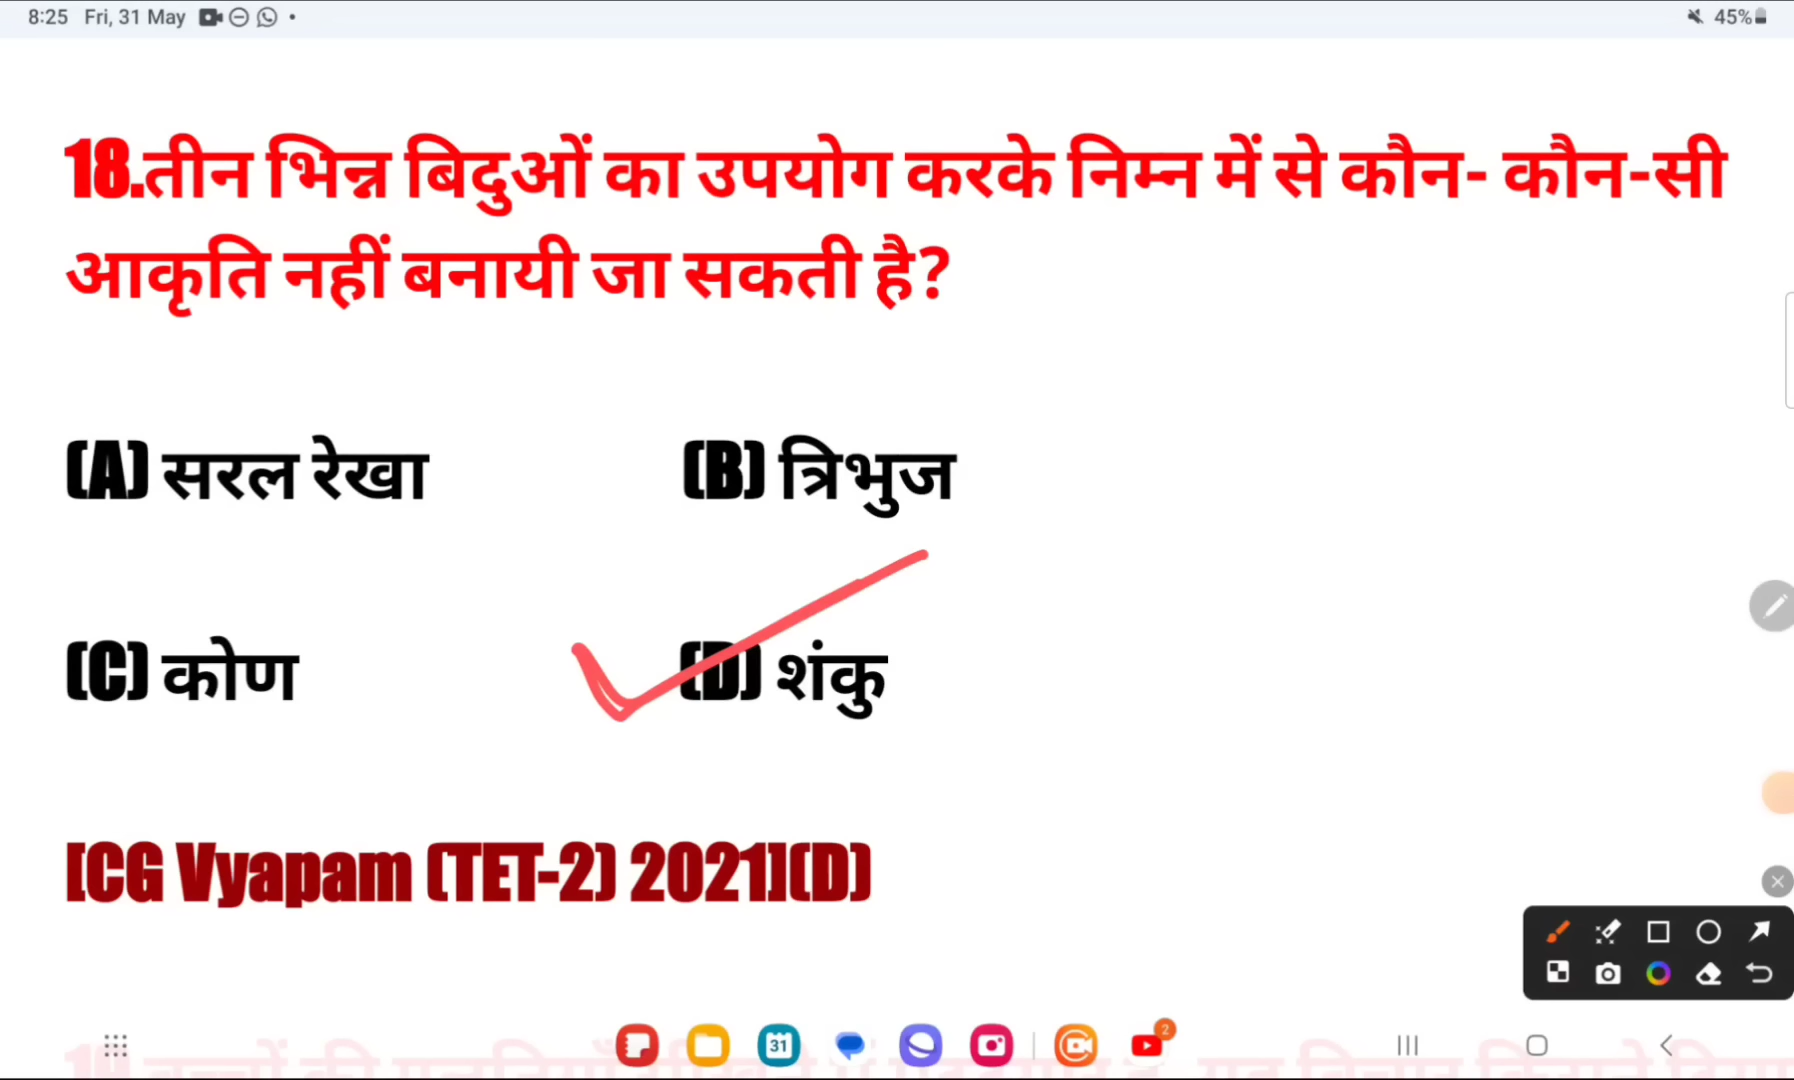 8:25 Fri, 31 May
45%
18.तीन भिन्न बिदुओं का उपयोग करके निम्न में से कौन- कौन-सी
आकृति नहीं बनायी जा सकती है?
(A) सरल रेखा (B) त्रिभुज
(C) कोण (D) शंकु
[CG Vyapam (TET-2) 2021](D)
31
2